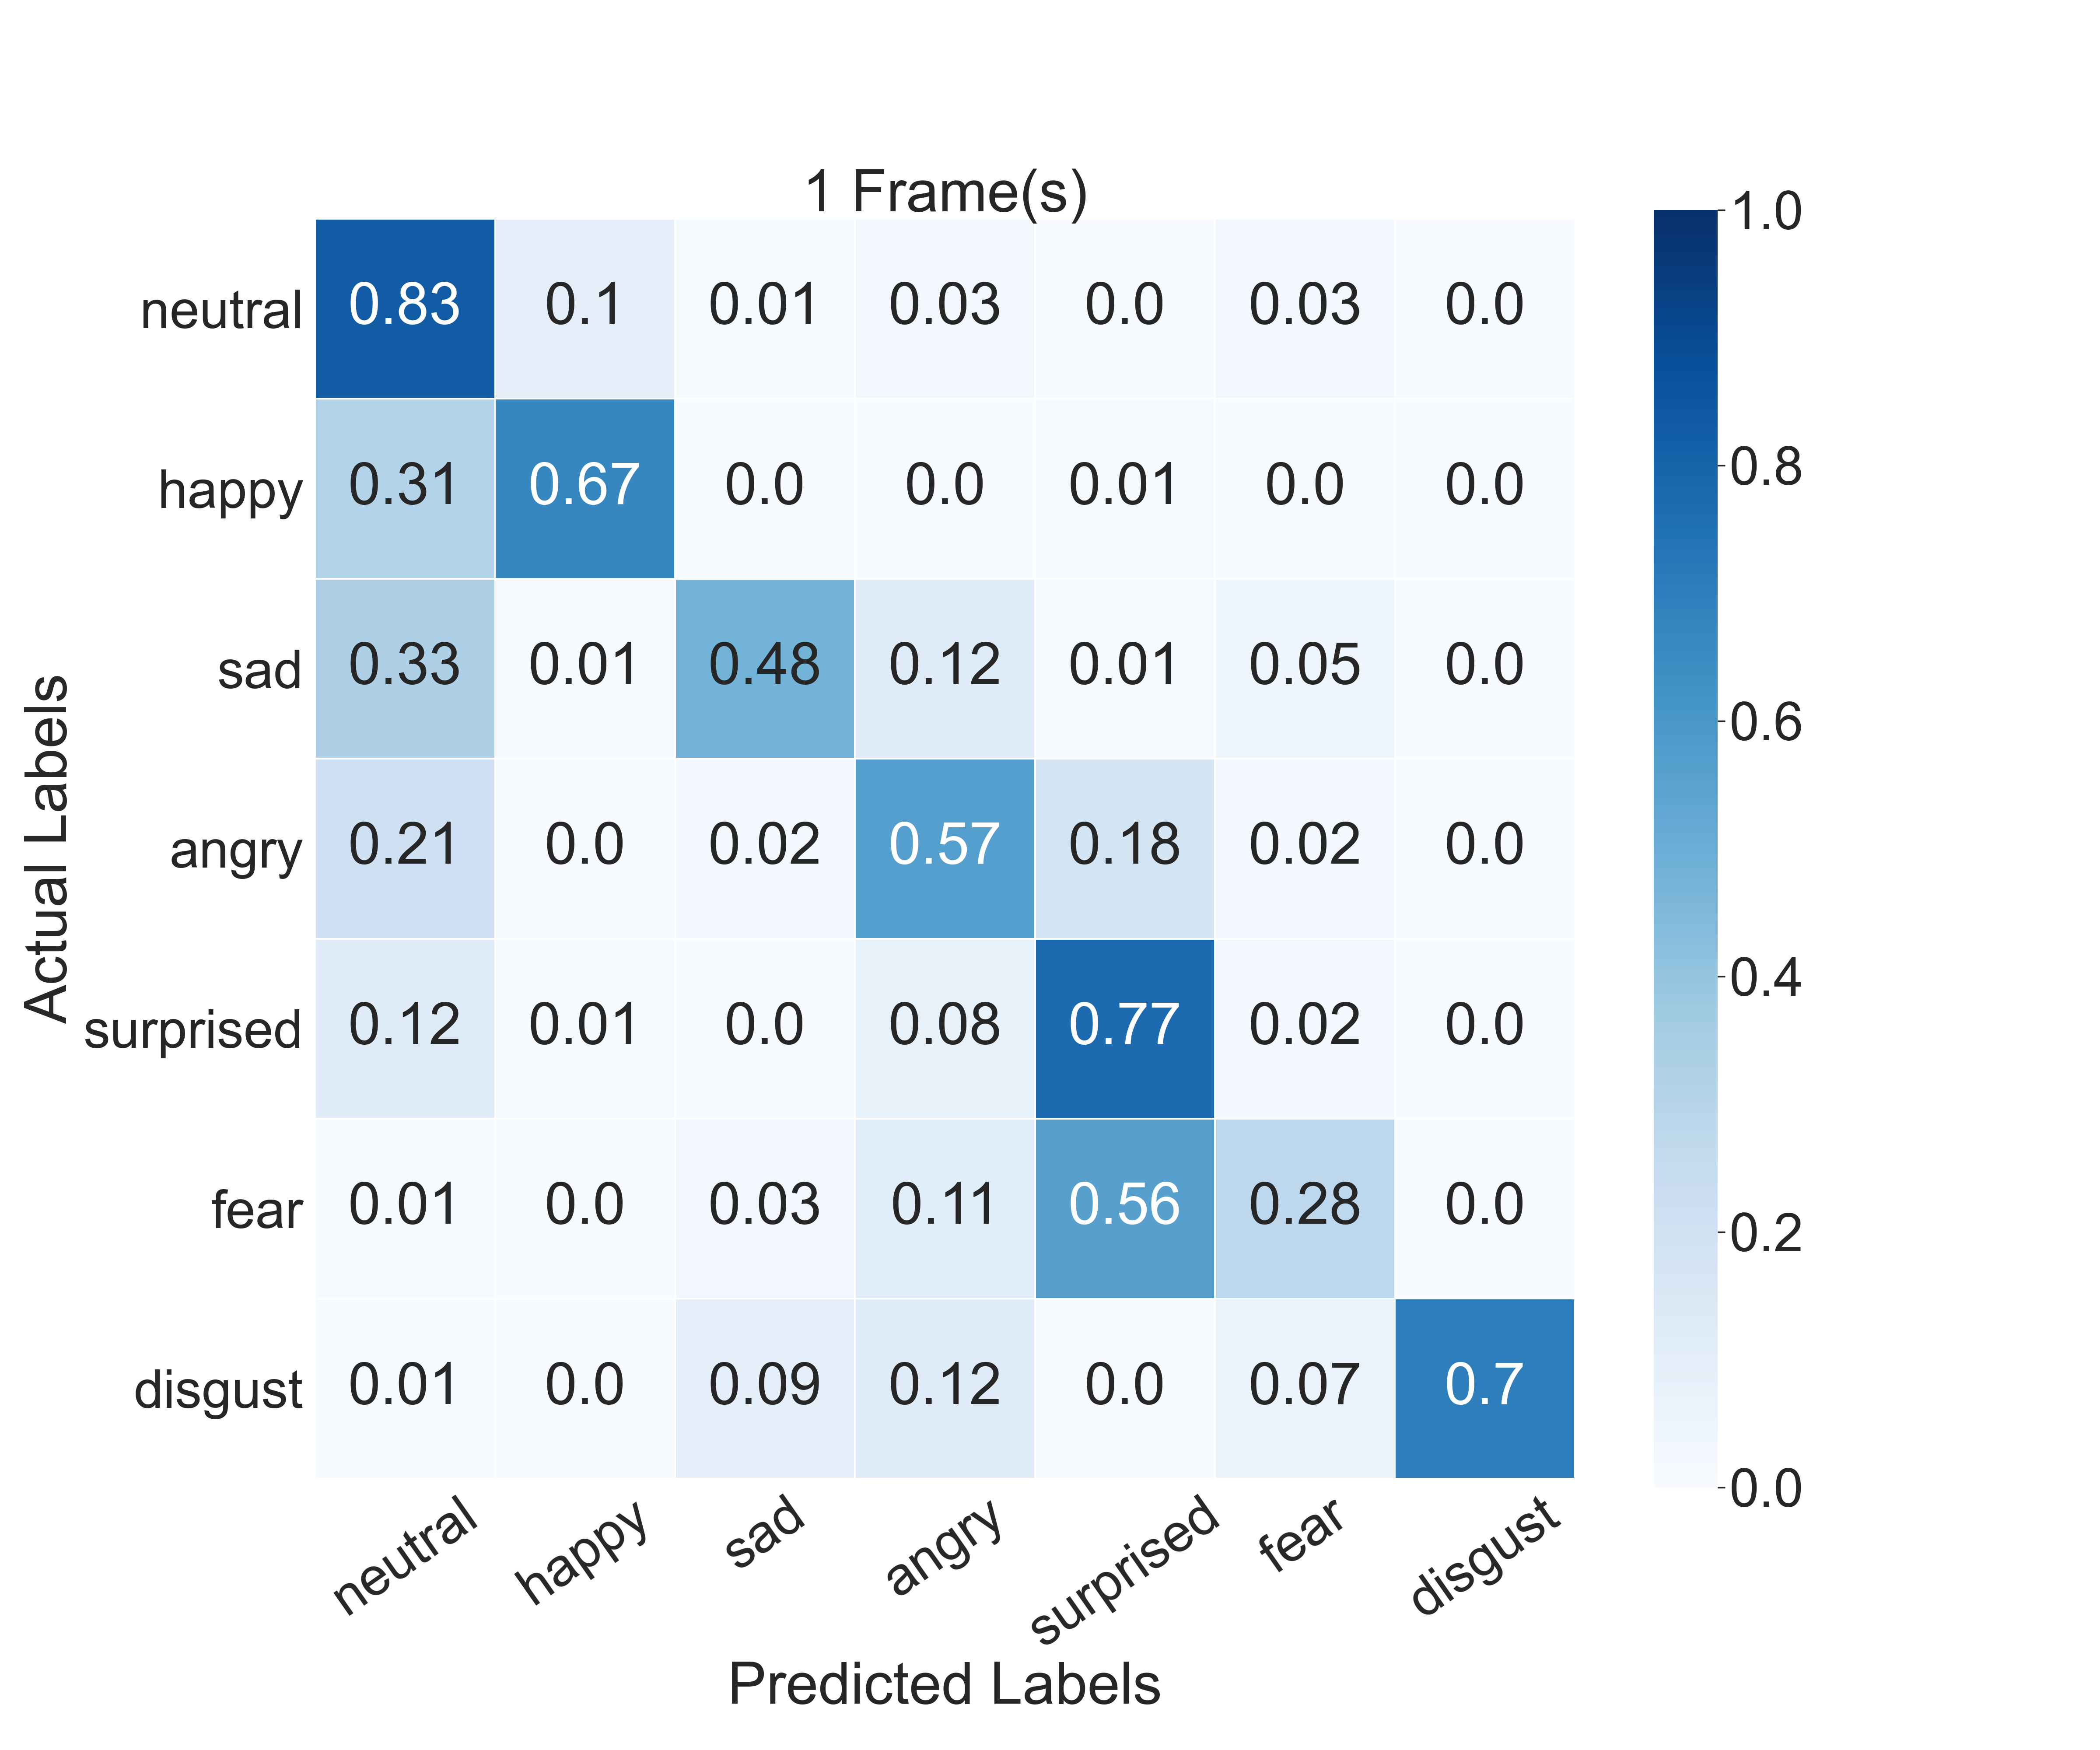 1 Frame(s)
neutral 0.83 0.1 0.01 0.03 0.0 0.03 0.0
happy 0.31 0.67 0.0 0.0 0.01 0.0 0.0
sad 0.33 0.01 0.48 0.12 0.01 0.05 0.0
angry 0.21 0.0 0.02 0.57 0.18 0.02 0.0
surprised 0.12 0.01 0.0 0.08 0.77 0.02 0.0
fear 0.01 0.0 0.03 0.11 0.56 0.28 0.0
disgust 0.01 0.0 0.09 0.12 0.0 0.07 0.7
neutral happy sad angry surprised fear disgust
Predicted Labels
Actual Labels
1.0
0.8
0.6
0.4
0.2
0.0